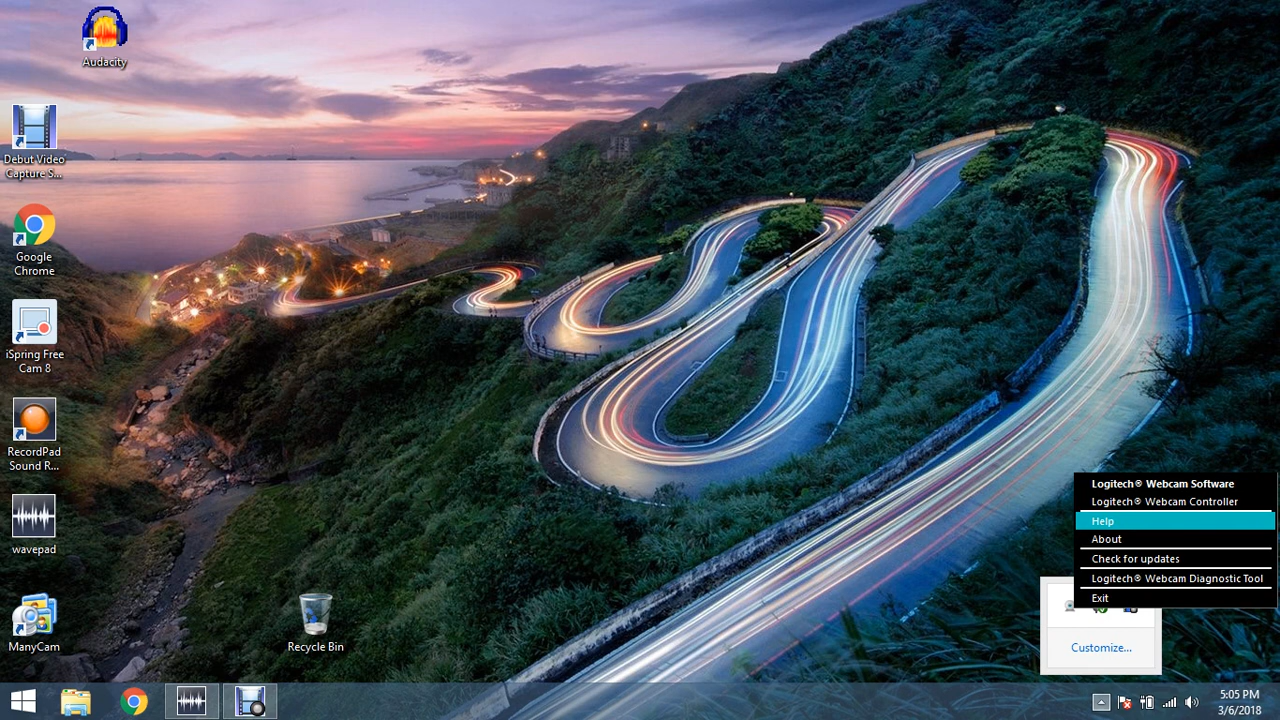 Audacity
Debut Video
Capture S...
Google
Chrome
iSpring Free
Cam 8
RecordPad
Sound R...
wavepad
ManyCam
Recycle Bin
Logitech® Webcam Software
Logitech® Webcam Controller
Help
About
Check for updates
Logitech® Webcam Diagnostic Tool
Exit
Customize...
5:05 PM
3/6/2018